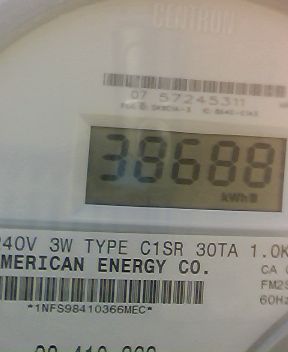 CENTRON
07 57245311
38688
kWh
240V 3W TYPE C1SR 30TA 1.0K
AMERICAN ENERGY CO.
CA
FM2S
60Hz
*1NFS98410366MEC*